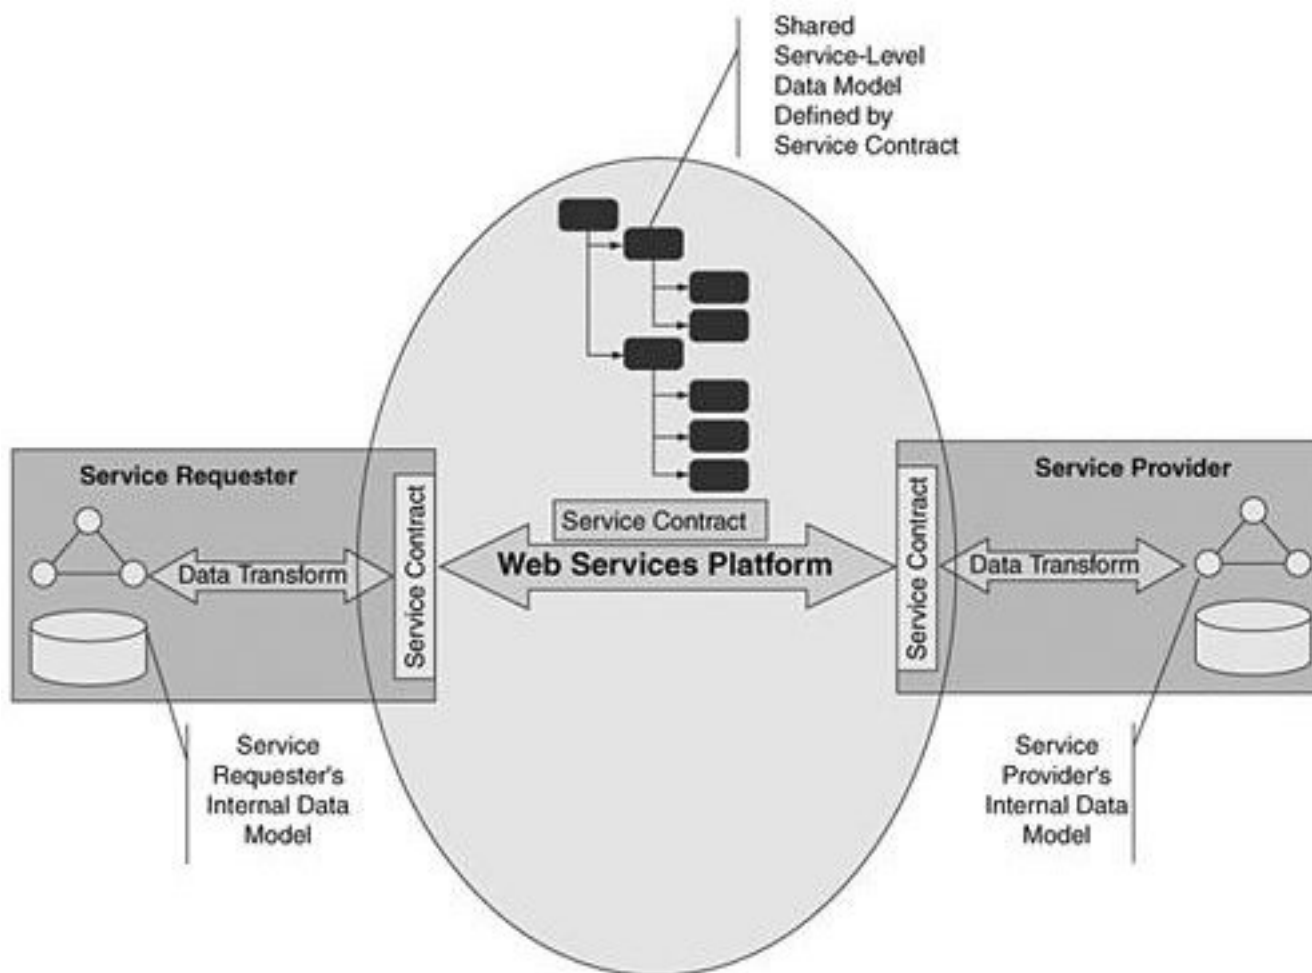 Shared
Service-Level
Data Model
Defined by
Service Contract
Service Requester
Data Transform
Service Contract
Service Contract
Web Services Platform
Service Provider
Service Contract
Data Transform
Service
Requester's
Internal Data
Model
Service
Provider's
Internal Data
Model